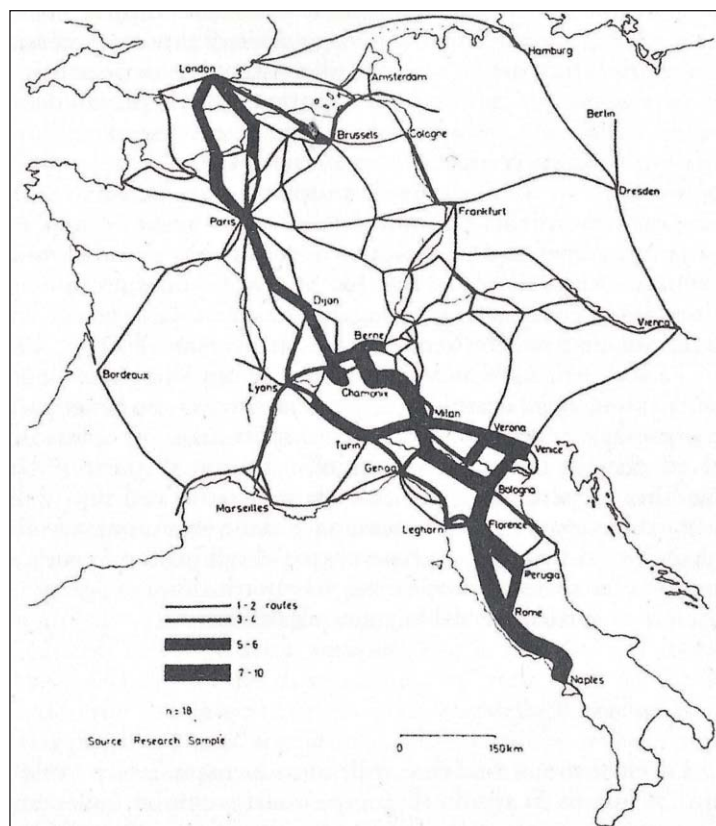 Hamburg
London
Amsterdam
Berlin
Brussels
Cologne
Dresden
Paris
Frankfurt
Dijon
Vienna
Berne
Bordeaux
Lyons
Chamonix
Milan
Verona
Venice
Turin
Genoa
Bologna
Marseilles
Leghorn
Florence
Perugia
1 - 2 routes
3 - 4
Rome
5 - 6
7 - 10
Naples
n = 18
Source Research Sample
0 150km